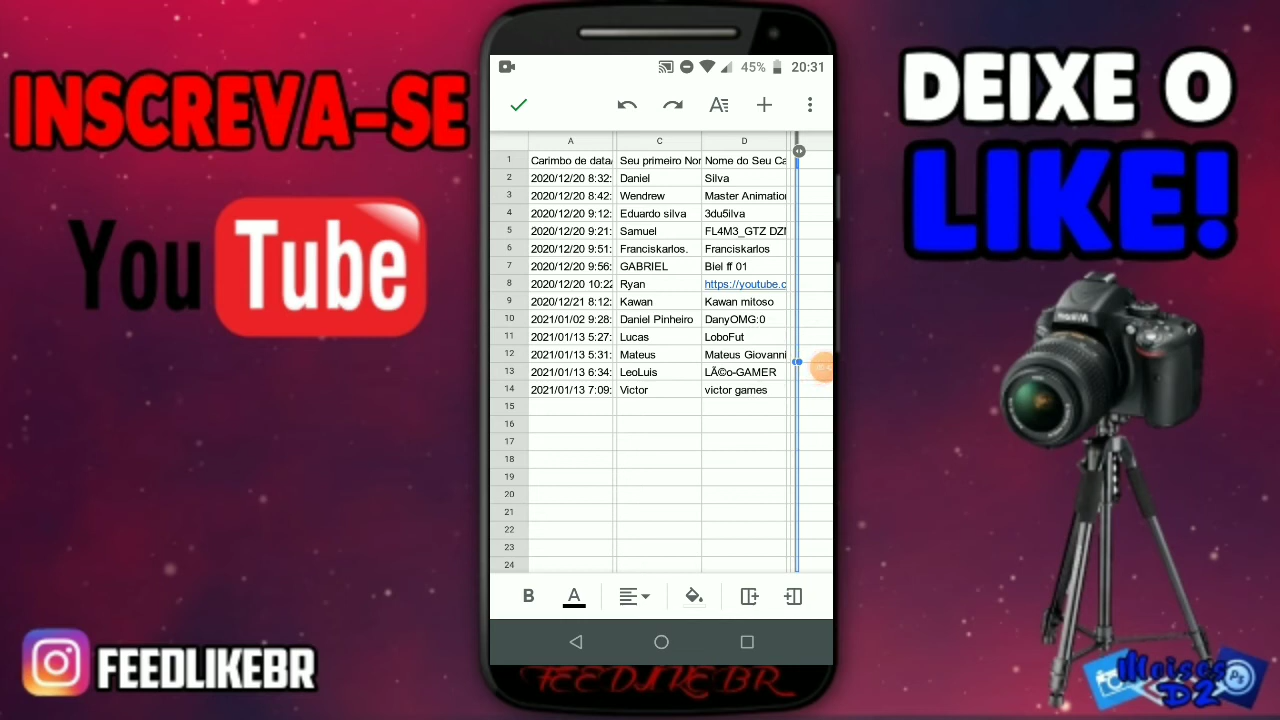 INSCREVA-SE
YouTube
FEEDLIKEBR
45% 20:31
A C D
1 Carimbo de data/ Seu primeiro Nor Nome do Seu Ca
2 2020/12/20 8:32: Daniel Silva
3 2020/12/20 8:42: Wendrew Master Animation
4 2020/12/20 9:12: Eduardo silva 3du5ilva
5 2020/12/20 9:21: Samuel FL4M3_GTZ DZ
6 2020/12/20 9:51: Franciskarlos. Franciskarlos
7 2020/12/20 9:56: GABRIEL Biel ff 01
8 2020/12/20 10:22 Ryan https://youtube.c
9 2020/12/21 8:12: Kawan Kawan mitoso
10 2021/01/02 9:28: Daniel Pinheiro DanyOMG:0
11 2021/01/13 5:27: Lucas LoboFut
12 2021/01/13 5:31: Mateus Mateus Giovanni
13 2021/01/13 6:34: LeoLuis LÃ©o-GAMER
14 2021/01/13 7:09: Victor victor games
15
16
17
18
19
20
21
22
23
24
B A
FEEDLIKEBR
DEIXE O
LIKE!
Moises
D2
Ps